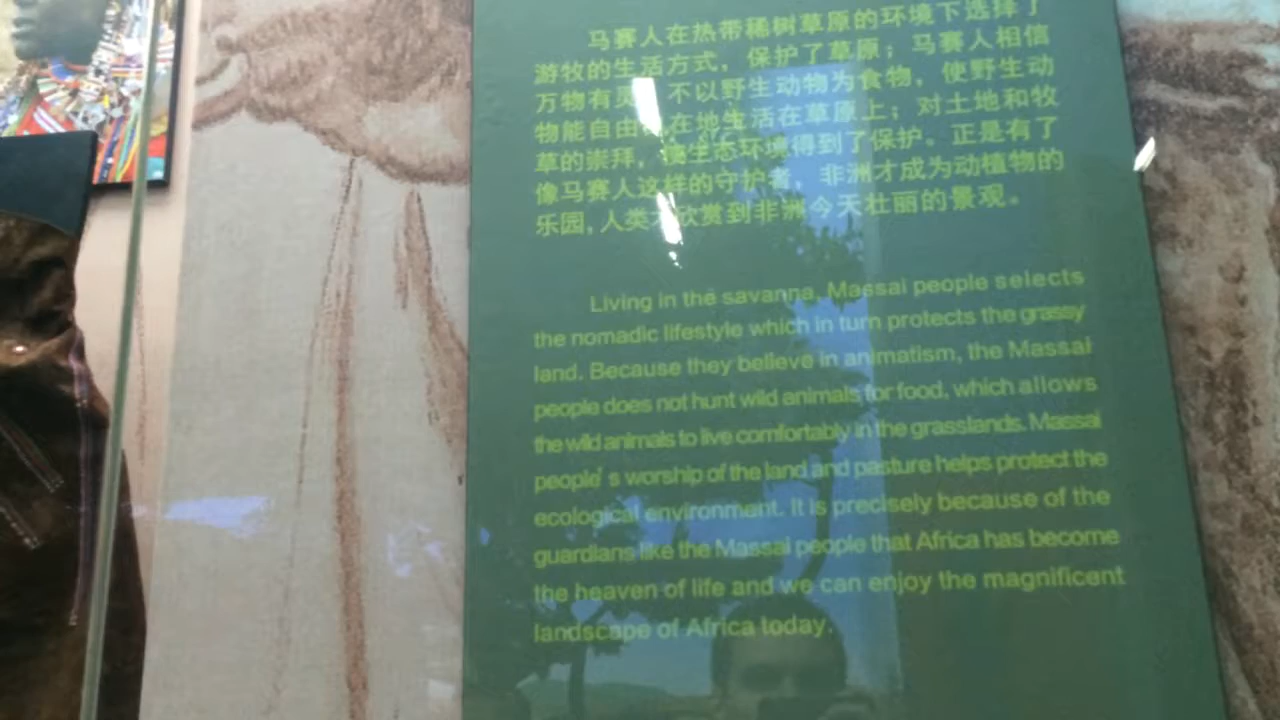 马赛人在热带稀树草原的环境下选择了
游牧的生活方式，保护了草原；马赛人相信
万物有灵，不以野生动物为食物，使野生动
物能自由 在地生活在草原上；对土地和牧
草的崇拜， 生态环境得到了保护。正是有了
像马赛人这样的守护者，非洲才成为动植物的
乐园，人类才欣赏到非洲今天壮丽的景观。
Living in the savanna, Massai people selects
the nomadic lifestyle which in turn protects the grassy
land. Because they believe in animatism, the Massai
people does not hunt wild animals for food, which allows
the wild animals to live comfortably in the grasslands. Massai
people's worship of the land and pasture helps protect the
ecological environment. It is precisely because of the
guardians like the Massai people that Africa has become
the heaven of life and we can enjoy the magnificent
landscape of Africa today.